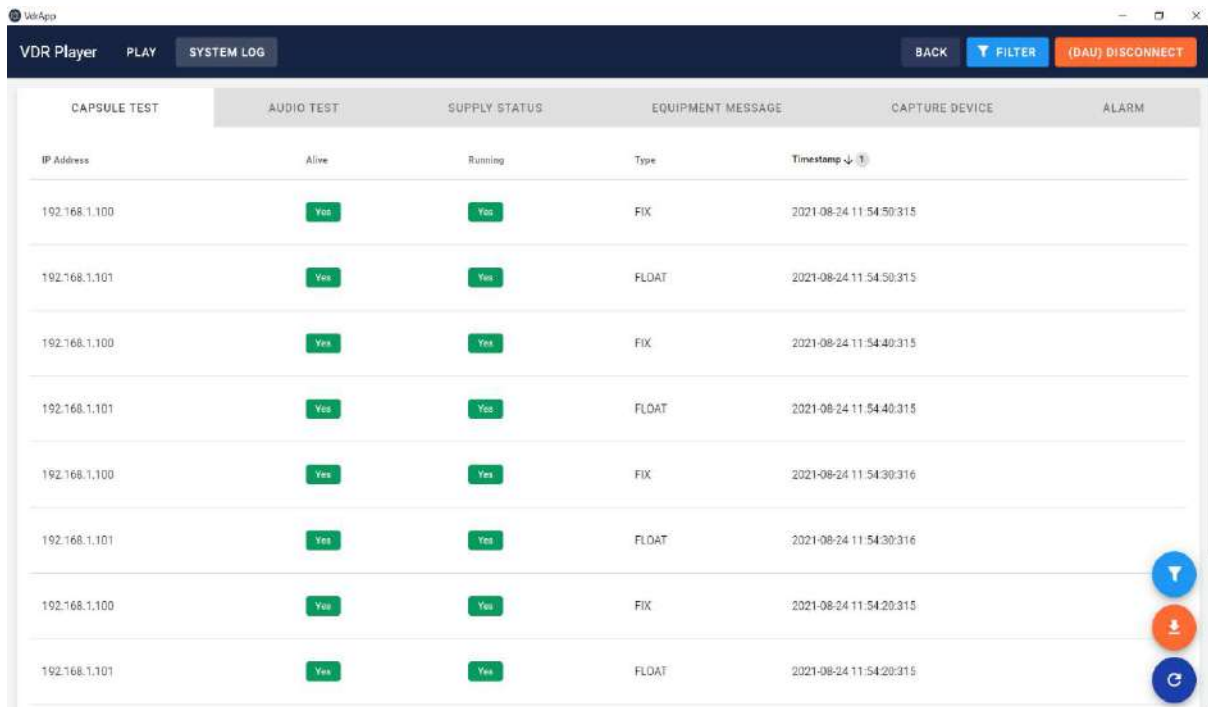 VdrApp
VDR Player PLAY SYSTEM LOG BACK FILTER (DAU) DISCONNECT
CAPSULE TEST AUDIO TEST SUPPLY STATUS EQUIPMENT MESSAGE CAPTURE DEVICE ALARM
IP Address Alive Running Type Timestamp ↓ 1
192.168.1.100 Yes Yes FIX 2021-08-24 11:54:50:315
192.168.1.101 Yes Yes FLOAT 2021-08-24 11:54:50:315
192.168.1.100 Yes Yes FIX 2021-08-24 11:54:40:315
192.168.1.101 Yes Yes FLOAT 2021-08-24 11:54:40:315
192.168.1.100 Yes Yes FIX 2021-08-24 11:54:30:316
192.168.1.101 Yes Yes FLOAT 2021-08-24 11:54:30:316
192.168.1.100 Yes Yes FIX 2021-08-24 11:54:20:315
192.168.1.101 Yes Yes FLOAT 2021-08-24 11:54:20:315